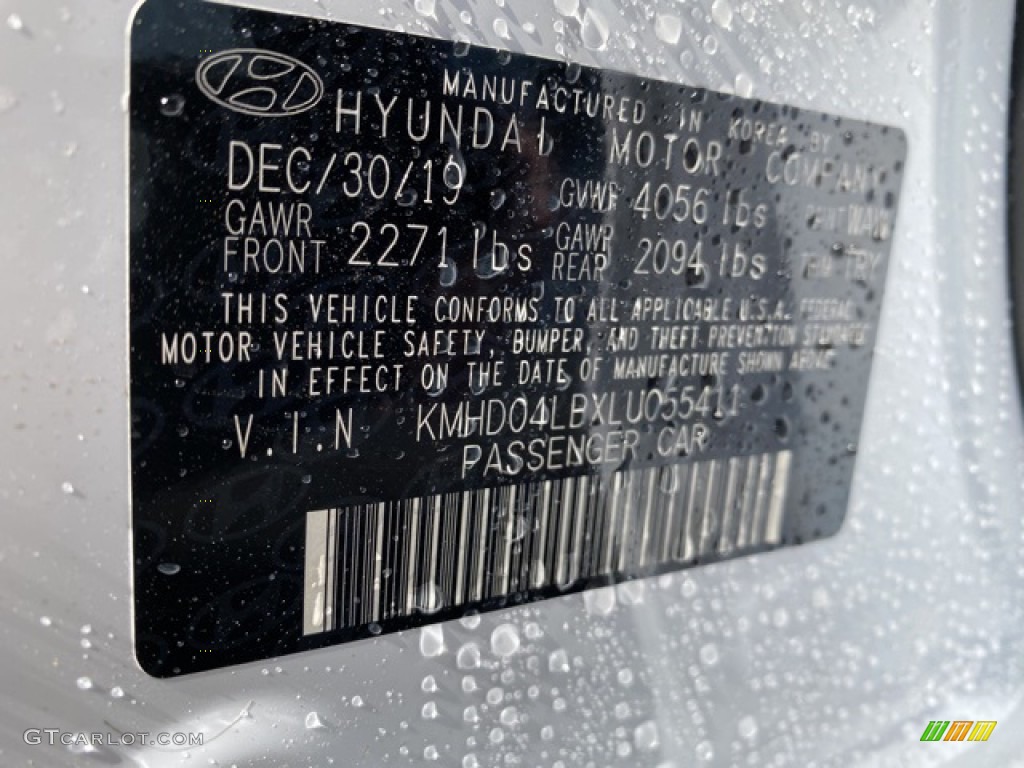 MANUFACTURED IN KOREA BY
HYUNDAI MOTOR COMPANY
DEC/30/19 GVWR 4056 lbs
GAWR FRONT 2271 lbs GAWR REAR 2094 lbs TRIM TRY
THIS VEHICLE CONFORMS TO ALL APPLICABLE U.S.A. FEDERAL
MOTOR VEHICLE SAFETY, BUMPER, AND THEFT PREVENTION STANDARDS
IN EFFECT ON THE DATE OF MANUFACTURE SHOWN ABOVE
V.I.N KMHD04LBXLU055411
PASSENGER CAR
GTCARLOT.COM